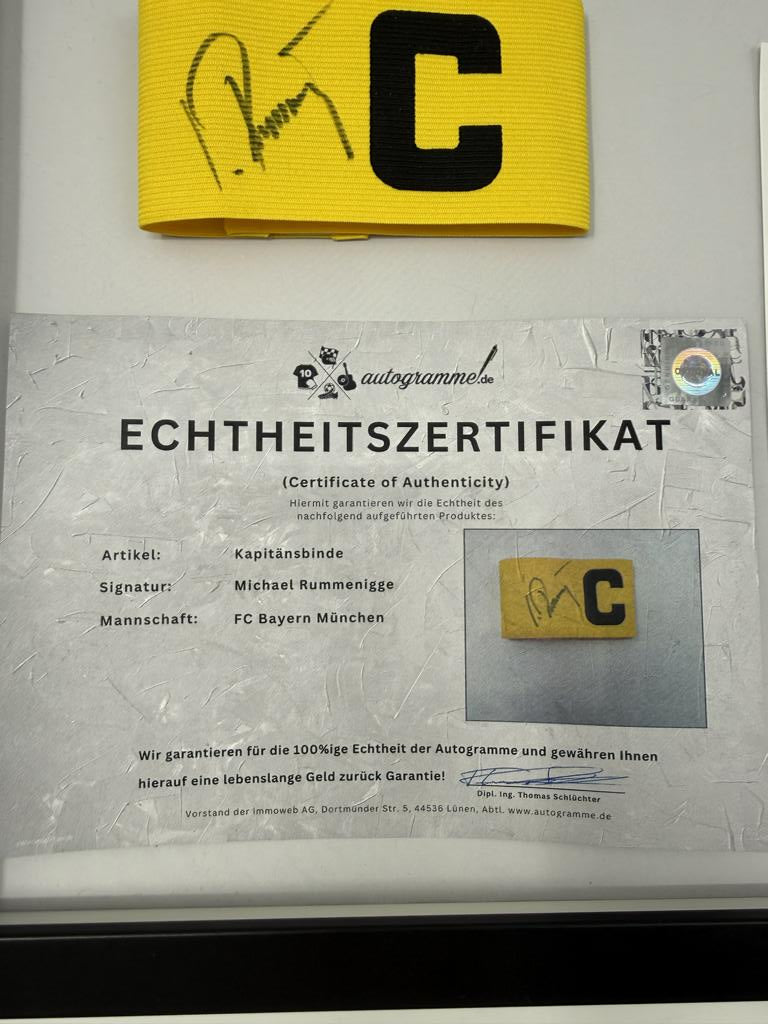 C
10
autogramme.de
ORIGINAL
ECHTHEITSZERTIFIKAT
(Certificate of Authenticity)
Hiermit garantieren wir die Echtheit des
nachfolgend aufgeführten Produktes:
Artikel: Kapitänsbinde
Signatur: Michael Rummenigge
Mannschaft: FC Bayern München
C
Wir garantieren für die 100%ige Echtheit der Autogramme und gewähren Ihnen
hierauf eine lebenslange Geld zurück Garantie!
Dipl. Ing. Thomas Schlüchter
Vorstand der immoweb AG, Dortmunder Str. 5, 44536 Lünen, Abtl. www.autogramme.de